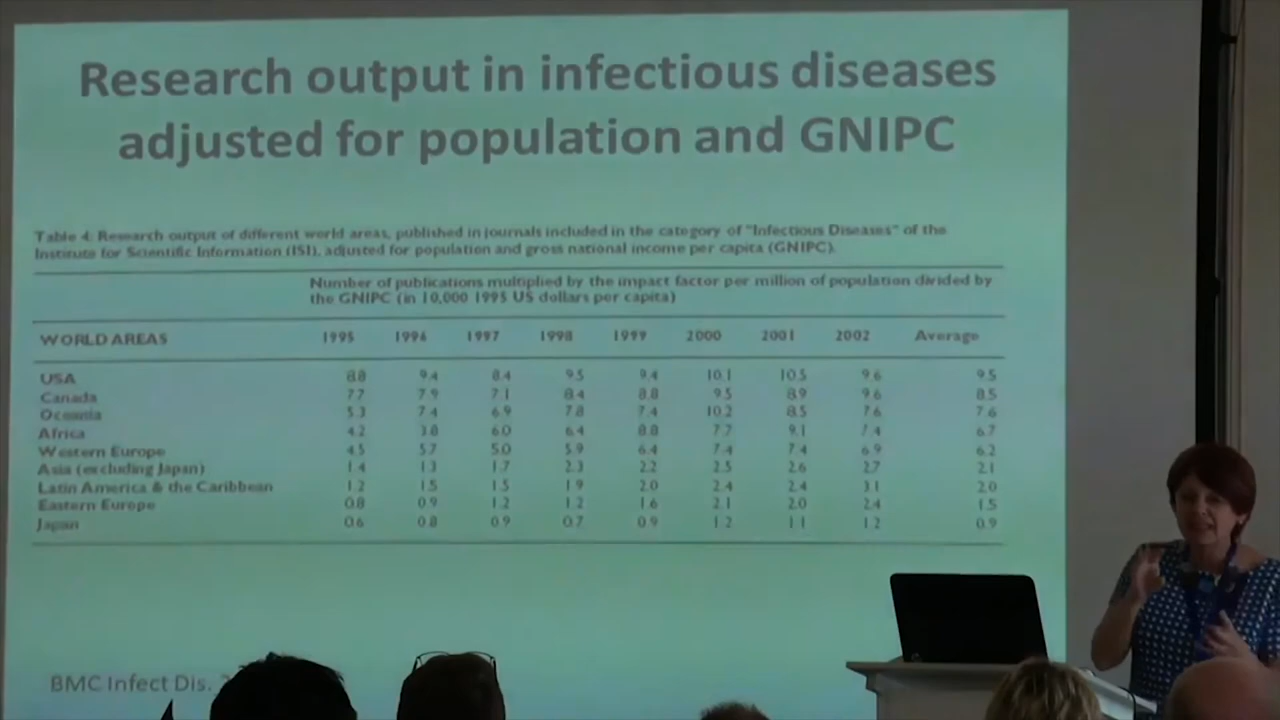 Research output in infectious diseases
adjusted for population and GNIPC
Table 4: Research output of different world areas, published in journals included in the category of "Infectious Diseases" of the
Institute for Scientific Information (ISI), adjusted for population and gross national income per capita (GNIPC).
Number of publications multiplied by the impact factor per million of population divided by
the GNIPC (in 10,000 1995 US dollars per capita)
WORLD AREAS 1995 1996 1997 1998 1999 2000 2001 2002 Average
USA 8.8 9.4 8.4 9.5 9.4 10.1 10.5 9.6 9.5
Canada 7.7 7.9 7.1 8.4 8.8 9.5 8.9 9.6 8.5
Oceania 5.3 7.4 6.9 7.8 7.4 10.2 8.5 7.6 7.6
Africa 4.2 3.8 6.0 6.4 8.8 7.7 9.1 7.4 6.7
Western Europe 4.5 5.7 5.0 5.9 6.4 7.4 7.4 6.9 6.2
Asia (excluding Japan) 1.4 1.3 1.7 2.3 2.2 2.5 2.6 2.7 2.1
Latin America & the Caribbean 1.2 1.5 1.5 1.9 2.0 2.4 2.4 3.1 2.0
Eastern Europe 0.8 0.9 1.2 1.2 1.6 2.1 2.0 2.4 1.5
Japan 0.6 0.8 0.9 0.7 0.9 1.2 1.1 1.2 0.9
BMC Infect Dis.